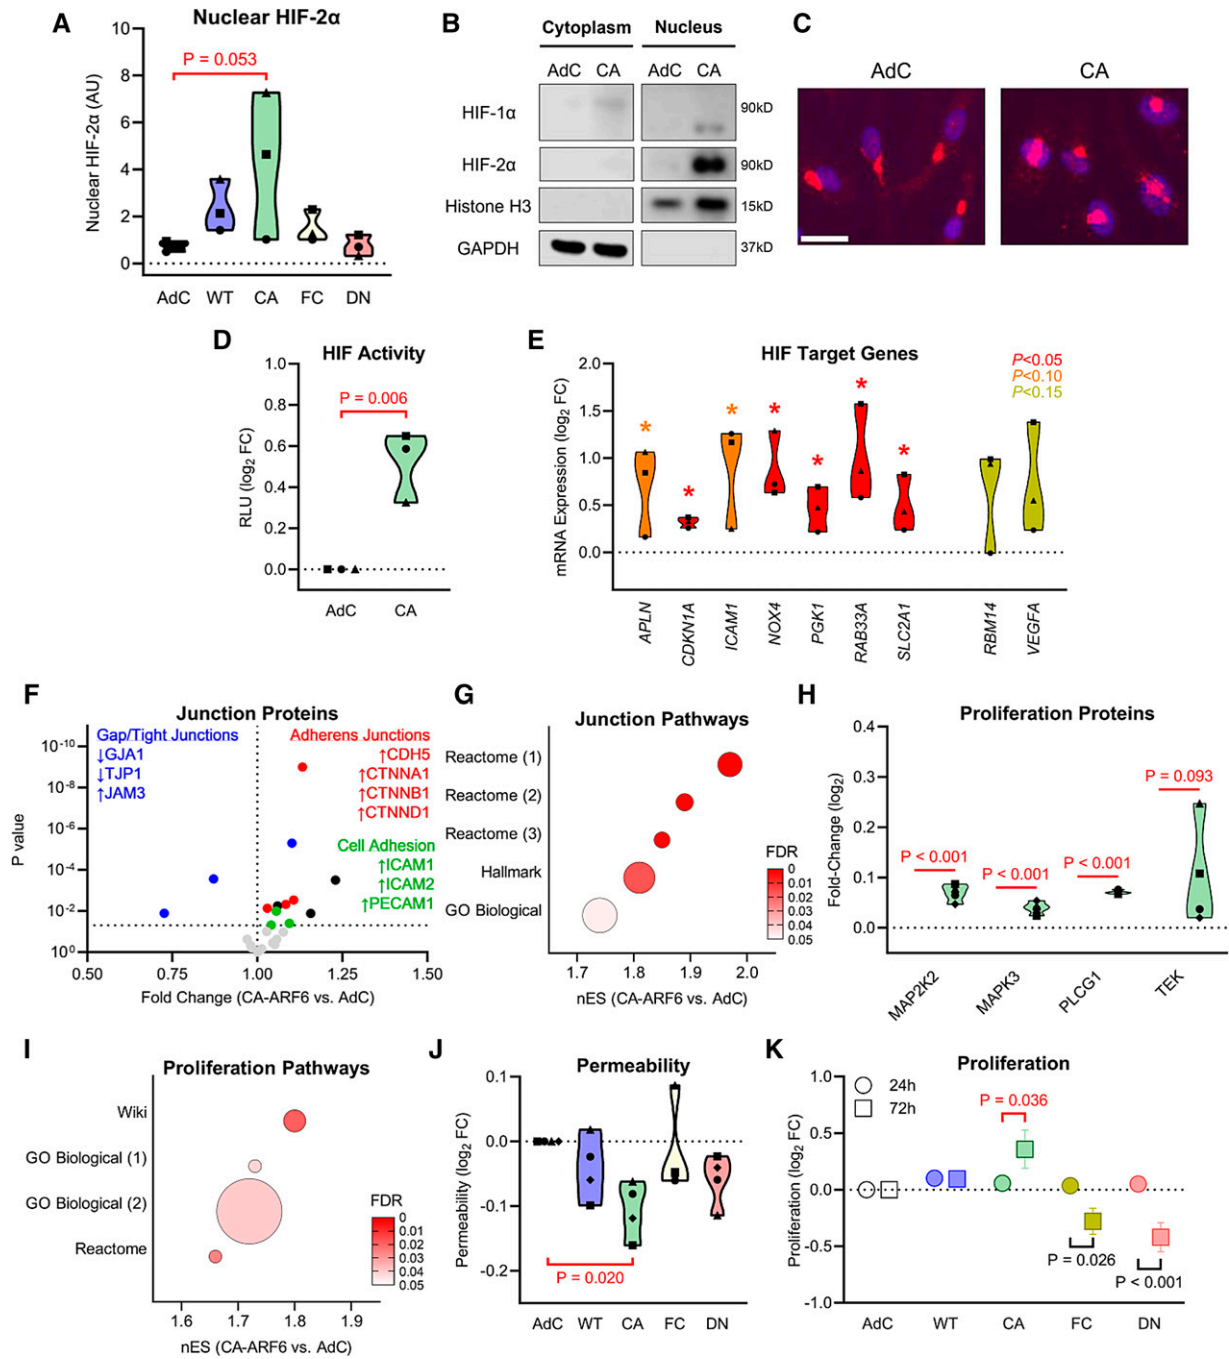 A
Nuclear HIF-2α
Nuclear HIF-2α (AU)
10
8
6
4
2
0
P = 0.053
AdC WT CA FC DN
B
Cytoplasm Nucleus
AdC CA AdC CA
HIF-1α 90kD
HIF-2α 90kD
Histone H3 15kD
GAPDH 37kD
C
AdC CA
D
HIF Activity
RLU (log2 FC)
1.0
0.8
0.6
0.4
0.2
0.0
P = 0.006
AdC CA
E
HIF Target Genes
mRNA Expression (log2 FC)
2.0
1.5
1.0
0.5
0.0
P<0.05
P<0.10
P<0.15
* * * * * * *
APLN CDKN1A ICAM1 NOX4 PGK1 RAB33A SLC2A1 RBM14 VEGFA
F
Junction Proteins
P value
10-10
10-8
10-6
10-4
10-2
100
Gap/Tight Junctions
↓GJA1
↓TJP1
↑JAM3
Adherens Junctions
↑CDH5
↑CTNNA1
↑CTNNB1
↑CTNND1
Cell Adhesion
↑ICAM1
↑ICAM2
↑PECAM1
0.50 0.75 1.00 1.25 1.50
Fold Change (CA-ARF6 vs. AdC)
G
Junction Pathways
Reactome (1)
Reactome (2)
Reactome (3)
Hallmark
GO Biological
FDR
0
0.01
0.02
0.03
0.04
0.05
1.7 1.8 1.9 2.0
nES (CA-ARF6 vs. AdC)
H
Proliferation Proteins
Fold-Change (log2)
0.4
0.3
0.2
0.1
0.0
P < 0.001
P < 0.001
P < 0.001
P = 0.093
MAP2K2 MAPK3 PLCG1 TEK
I
Proliferation Pathways
Wiki
GO Biological (1)
GO Biological (2)
Reactome
FDR
0
0.01
0.02
0.03
0.04
0.05
1.6 1.7 1.8 1.9
nES (CA-ARF6 vs. AdC)
J
Permeability
Permeability (log2 FC)
0.1
0.0
-0.1
-0.2
P = 0.020
AdC WT CA FC DN
K
Proliferation
Proliferation (log2 FC)
1.0
0.5
0.0
-0.5
-1.0
24h
72h
P = 0.036
P = 0.026
P < 0.001
AdC WT CA FC DN